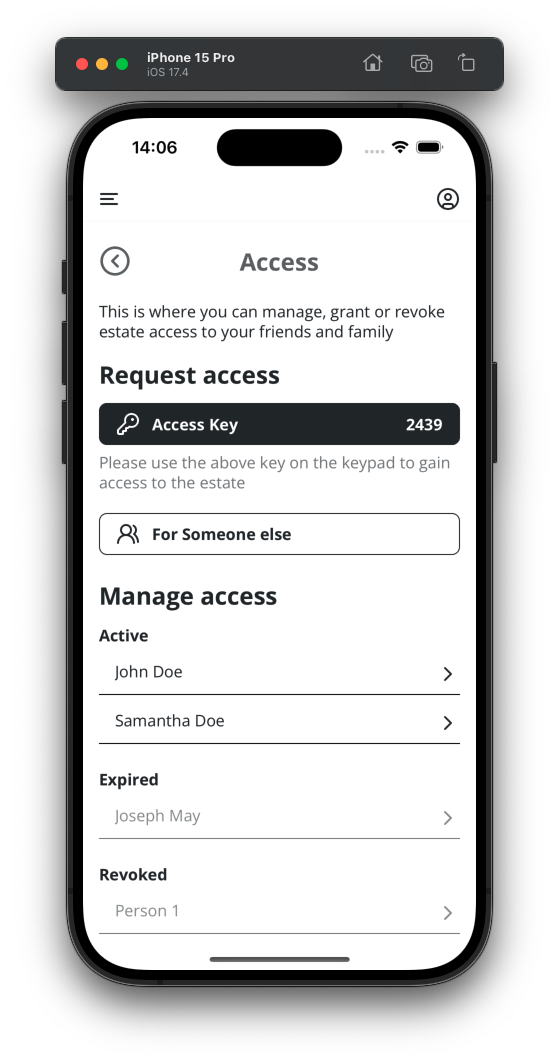 iPhone 15 Pro
iOS 17.4
14:06
Access
This is where you can manage, grant or revoke
estate access to your friends and family
Request access
Access Key 2439
Please use the above key on the keypad to gain
access to the estate
For Someone else
Manage access
Active
John Doe
Samantha Doe
Expired
Joseph May
Revoked
Person 1